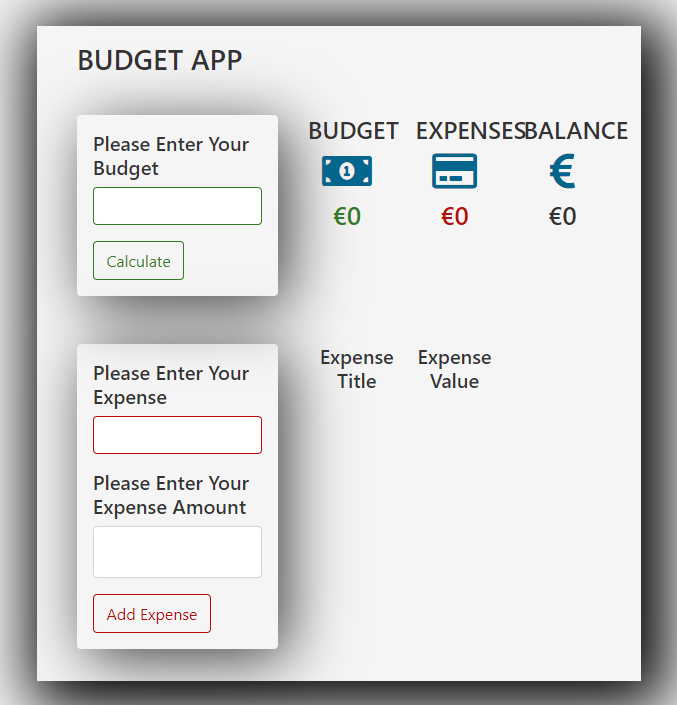 BUDGET APP
Please Enter Your
Budget
Calculate
BUDGET EXPENSES BALANCE
1
€
€0 €0 €0
Please Enter Your
Expense
Please Enter Your
Expense Amount
Add Expense
Expense Expense
Title Value